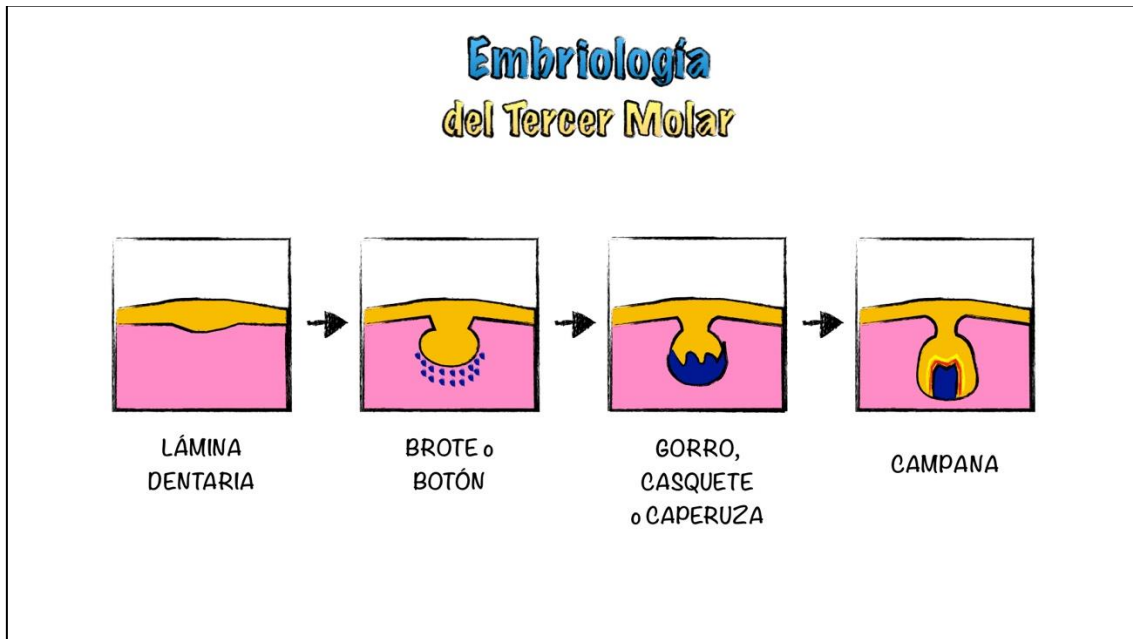 Embriología
del Tercer Molar
LÁMINA
DENTARIA
BROTE o
BOTÓN
GORRO,
CASQUETE
o CAPERUZA
CAMPANA